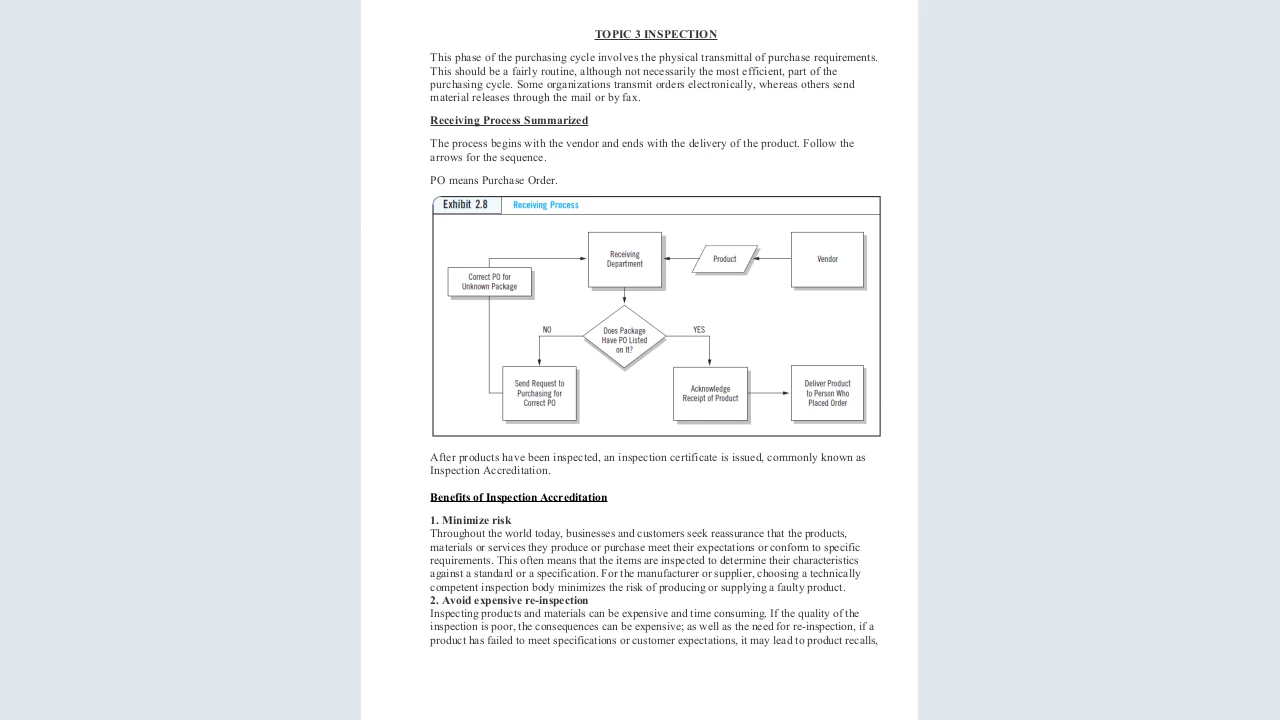 TOPIC 3 INSPECTION
This phase of the purchasing cycle involves the physical transmittal of purchase requirements.
This should be a fairly routine, although not necessarily the most efficient, part of the
purchasing cycle. Some organizations transmit orders electronically, whereas others send
material releases through the mail or by fax.
Receiving Process Summarized
The process begins with the vendor and ends with the delivery of the product. Follow the
arrows for the sequence.
PO means Purchase Order.
Exhibit 2.8
Receiving Process
Receiving
Department
Product
Vendor
Correct PO for
Unknown Package
NO
Does Package
Have PO Listed
on It?
YES
Send Request to
Purchasing for
Correct PO
Acknowledge
Receipt of Product
Deliver Product
to Person Who
Placed Order
After products have been inspected, an inspection certificate is issued, commonly known as
Inspection Accreditation.
Benefits of Inspection Accreditation
1. Minimize risk
Throughout the world today, businesses and customers seek reassurance that the products,
materials or services they produce or purchase meet their expectations or conform to specific
requirements. This often means that the items are inspected to determine their characteristics
against a standard or a specification. For the manufacturer or supplier, choosing a technically
competent inspection body minimizes the risk of producing or supplying a faulty product.
2. Avoid expensive re-inspection
Inspecting products and materials can be expensive and time consuming. If the quality of the
inspection is poor, the consequences can be expensive; as well as the need for re-inspection, if a
product has failed to meet specifications or customer expectations, it may lead to product recalls,